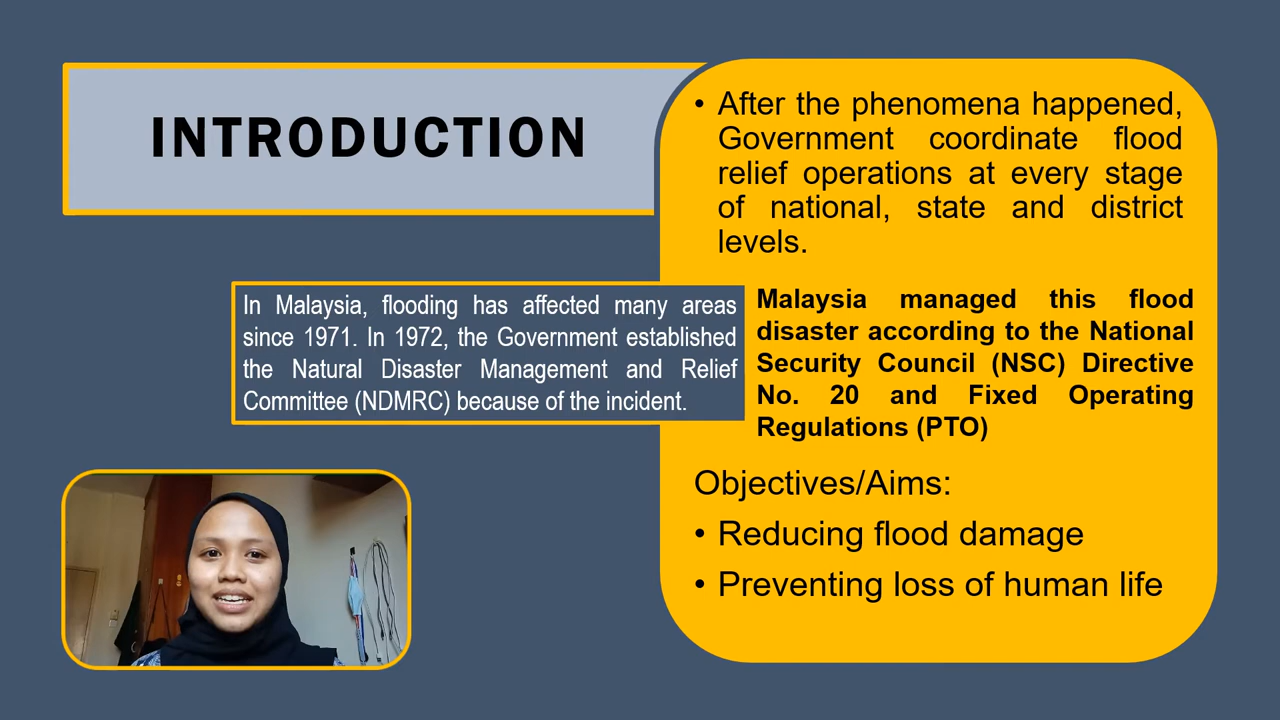 INTRODUCTION
In Malaysia, flooding has affected many areas
since 1971. In 1972, the Government established
the Natural Disaster Management and Relief
Committee (NDMRC) because of the incident.
• After the phenomena happened,
Government coordinate flood
relief operations at every stage
of national, state and district
levels.
Malaysia managed this flood
disaster according to the National
Security Council (NSC) Directive
No. 20 and Fixed Operating
Regulations (PTO)
Objectives/Aims:
• Reducing flood damage
• Preventing loss of human life